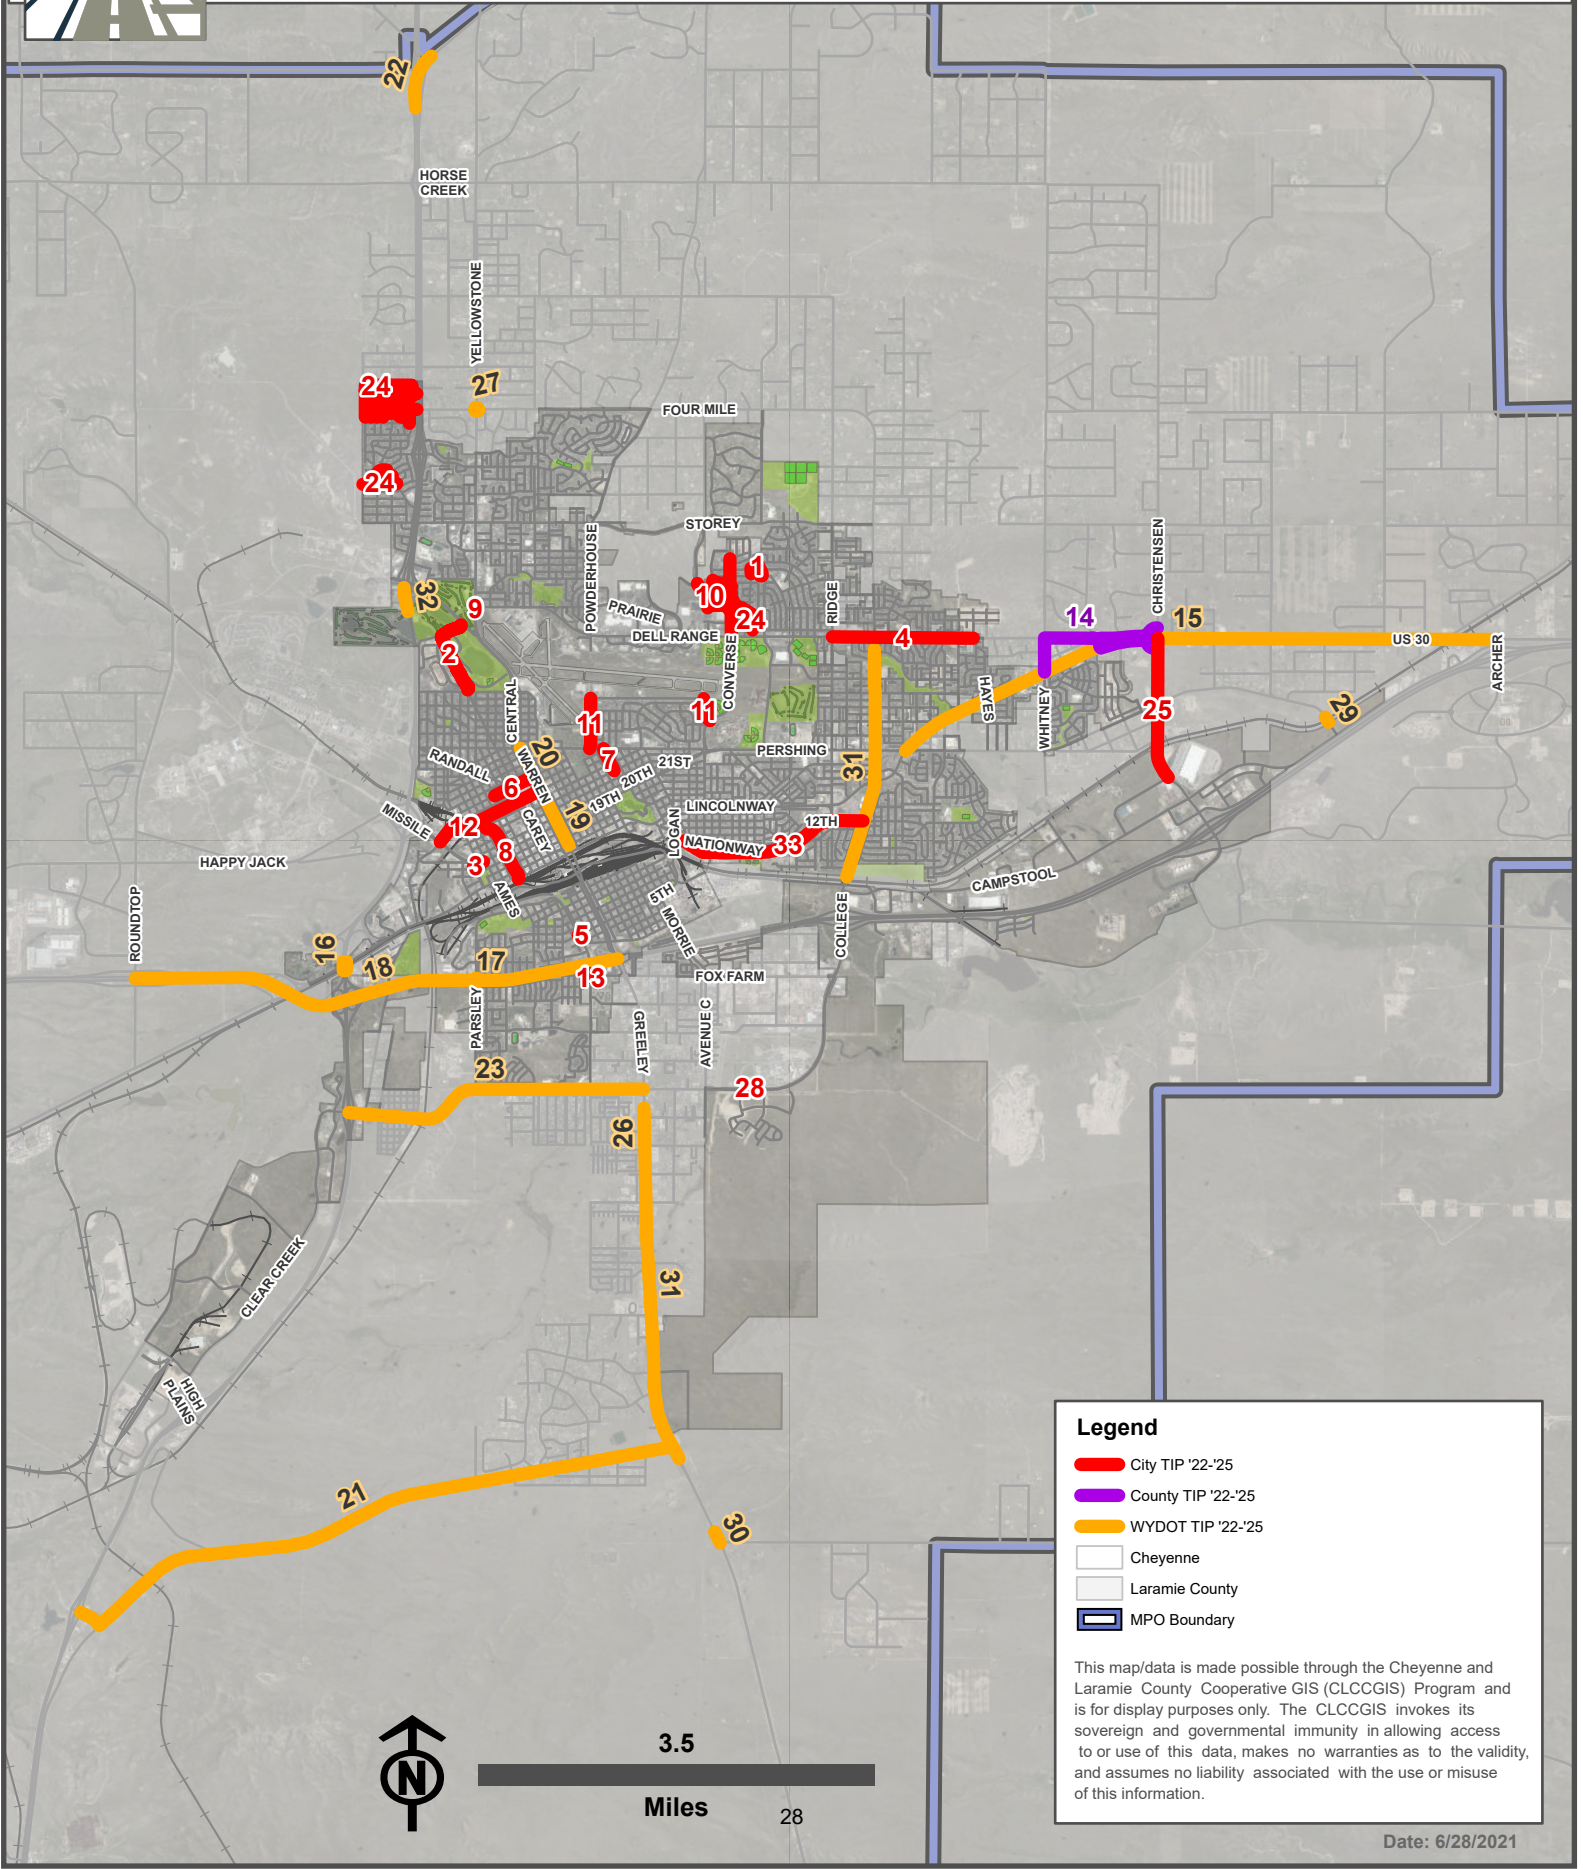 22
HORSE
CREEK
YELLOWSTONE
27
24
FOUR MILE
24
STOREY
POWDERHOUSE
CHRISTENSEN
1
10
32
9
PRAIRIE
RIDGE
24
14
15
DELL RANGE
4
US 30
2
CONVERSE
ARCHER
CENTRAL
HAYES
WHITNEY
11
11
25
29
PERSHING
20
RANDALL
WARREN
7
21ST
20TH
31
6
19TH
LINCOLNWAY
MISSILE
12
CAREY
19
12TH
LOGAN
NATIONWAY
33
8
3
HAPPY JACK
AMES
5TH
CAMPSTOOL
ROUNDTOP
MORRIE
COLLEGE
5
16
18
17
13
FOX FARM
PARSLEY
GREELEY
AVENUE C
23
28
26
CLEAR CREEK
31
HIGH
PLAINS
21
30
Legend
City TIP '22-'25
County TIP '22-'25
WYDOT TIP '22-'25
Cheyenne
Laramie County
MPO Boundary
This map/data is made possible through the Cheyenne and
Laramie County Cooperative GIS (CLCCGIS) Program and
is for display purposes only. The CLCCGIS invokes its
sovereign and governmental immunity in allowing access
to or use of this data, makes no warranties as to the validity,
and assumes no liability associated with the use or misuse
of this information.
N
3.5
Miles
28
Date: 6/28/2021